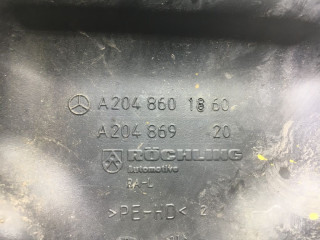 A204 860 18 60
A204 869 20
RÖCHLING
Automotive
>PE-HD<